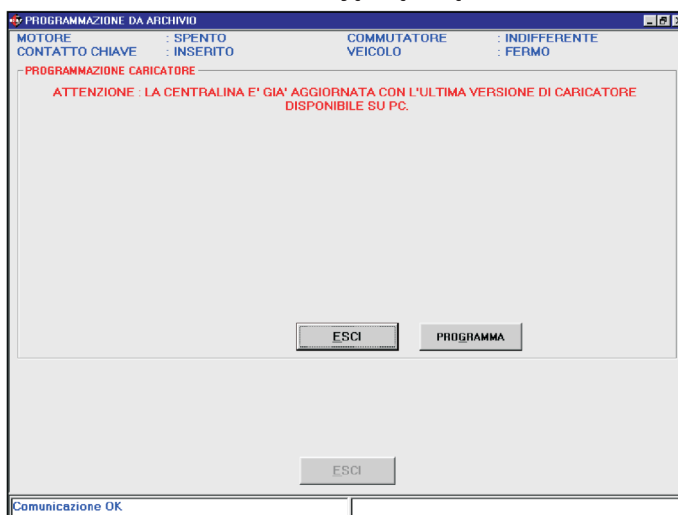 PROGRAMMAZIONE DA ARCHIVIO
MOTORE : SPENTO COMMUTATORE : INDIFFERENTE
CONTATTO CHIAVE : INSERITO VEICOLO : FERMO
PROGRAMMAZIONE CARICATORE
ATTENZIONE : LA CENTRALINA E' GIA' AGGIORNATA CON L'ULTIMA VERSIONE DI CARICATORE
DISPONIBILE SU PC.
ESCI PROGRAMMA
ESCI
Comunicazione OK